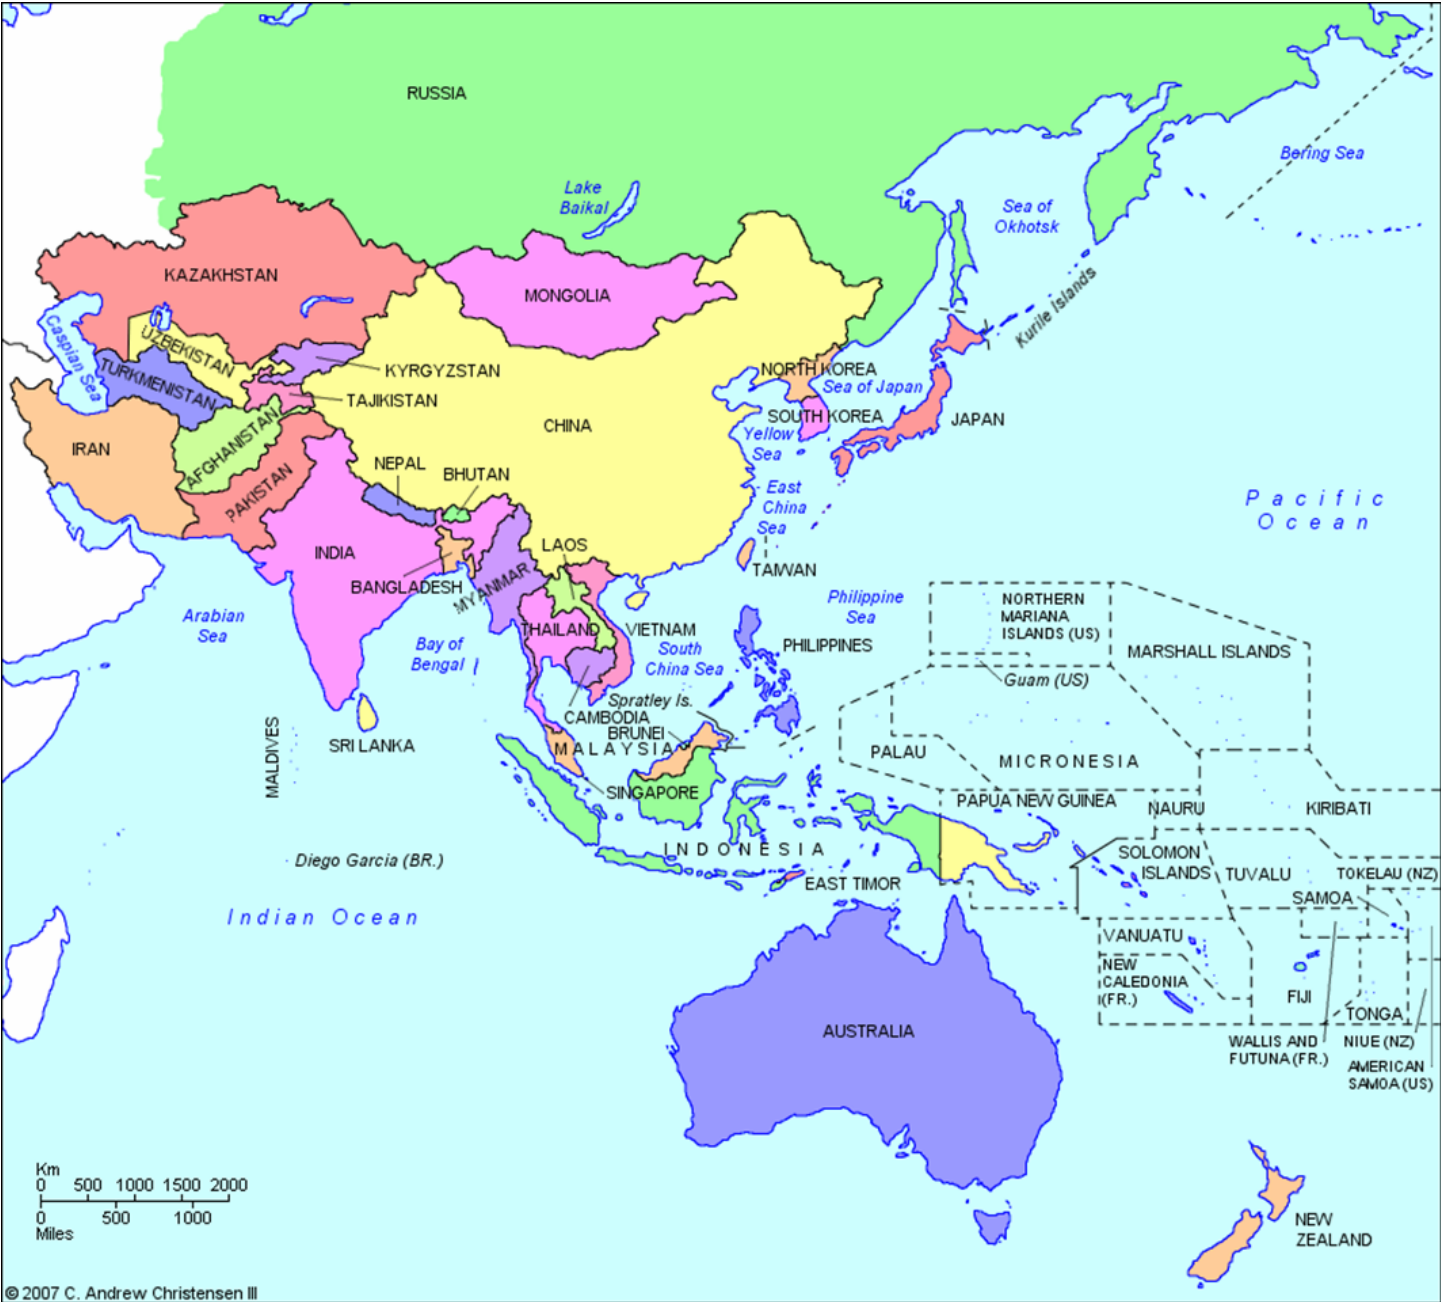 RUSSIA
Bering Sea
Lake
Baikal
Sea of
Okhotsk
KAZAKHSTAN
MONGOLIA
Kurile Islands
Caspian Sea
UZBEKISTAN
TURKMENISTAN
KYRGYZSTAN
TAJIKISTAN
NORTH KOREA
Sea of Japan
SOUTH KOREA
JAPAN
CHINA
Yellow
Sea
IRAN
AFGHANISTAN
PAKISTAN
NEPAL
BHUTAN
East
China
Sea
Pacific
Ocean
INDIA
LAOS
TAIWAN
BANGLADESH
MYANMAR
Arabian
Sea
Philippine
Sea
NORTHERN
MARIANA
ISLANDS (US)
THAILAND
VIETNAM
Bay of
Bengal
South
China Sea
PHILIPPINES
MARSHALL ISLANDS
Guam (US)
Spratley Is.
CAMBODIA
BRUNEI
MALDIVES
SRI LANKA
MALAYSIA
PALAU
MICRONESIA
SINGAPORE
PAPUA NEW GUINEA
NAURU
KIRIBATI
INDONESIA
Diego Garcia (BR.)
SOLOMON
ISLANDS
TUVALU
TOKELAU (NZ)
EAST TIMOR
SAMOA
Indian Ocean
VANUATU
NEW
CALEDONIA
(FR.)
FIJI
TONGA
AUSTRALIA
WALLIS AND
FUTUNA (FR.)
NIUE (NZ)
AMERICAN
SAMOA (US)
Km
0 500 1000 1500 2000
0 500 1000
Miles
NEW
ZEALAND
© 2007 C. Andrew Christensen III